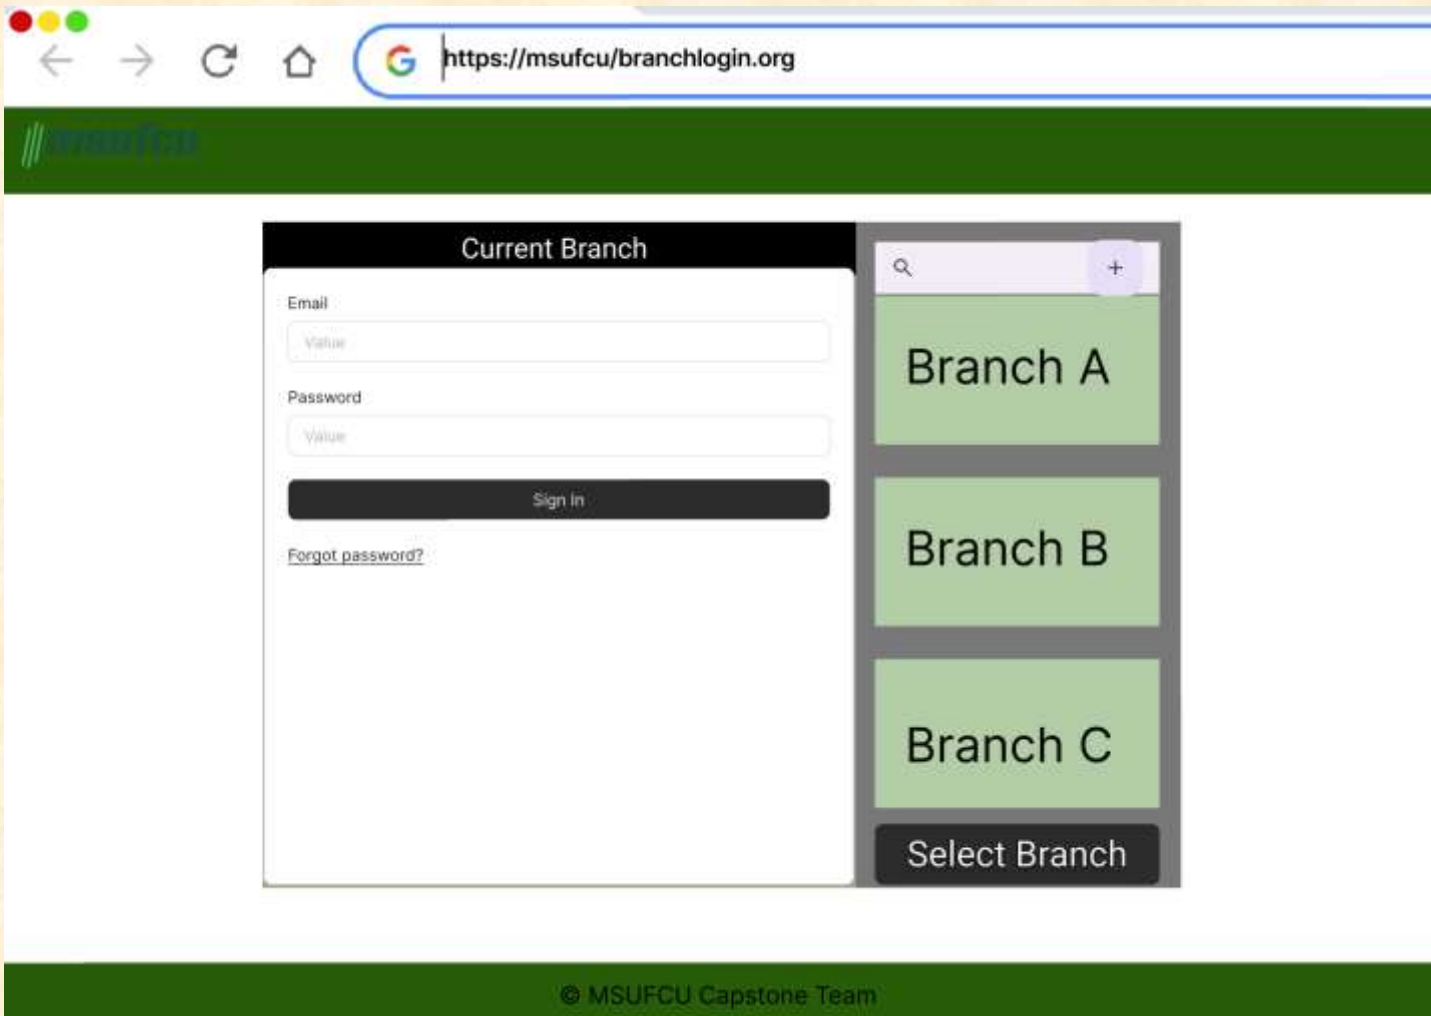 https://msufcu/branchlogin.org
msufcu
Current Branch
Email
Value
Password
Value
Sign In
Forgot password?
Branch A
Branch B
Branch C
Select Branch
© MSUFCU Capstone Team